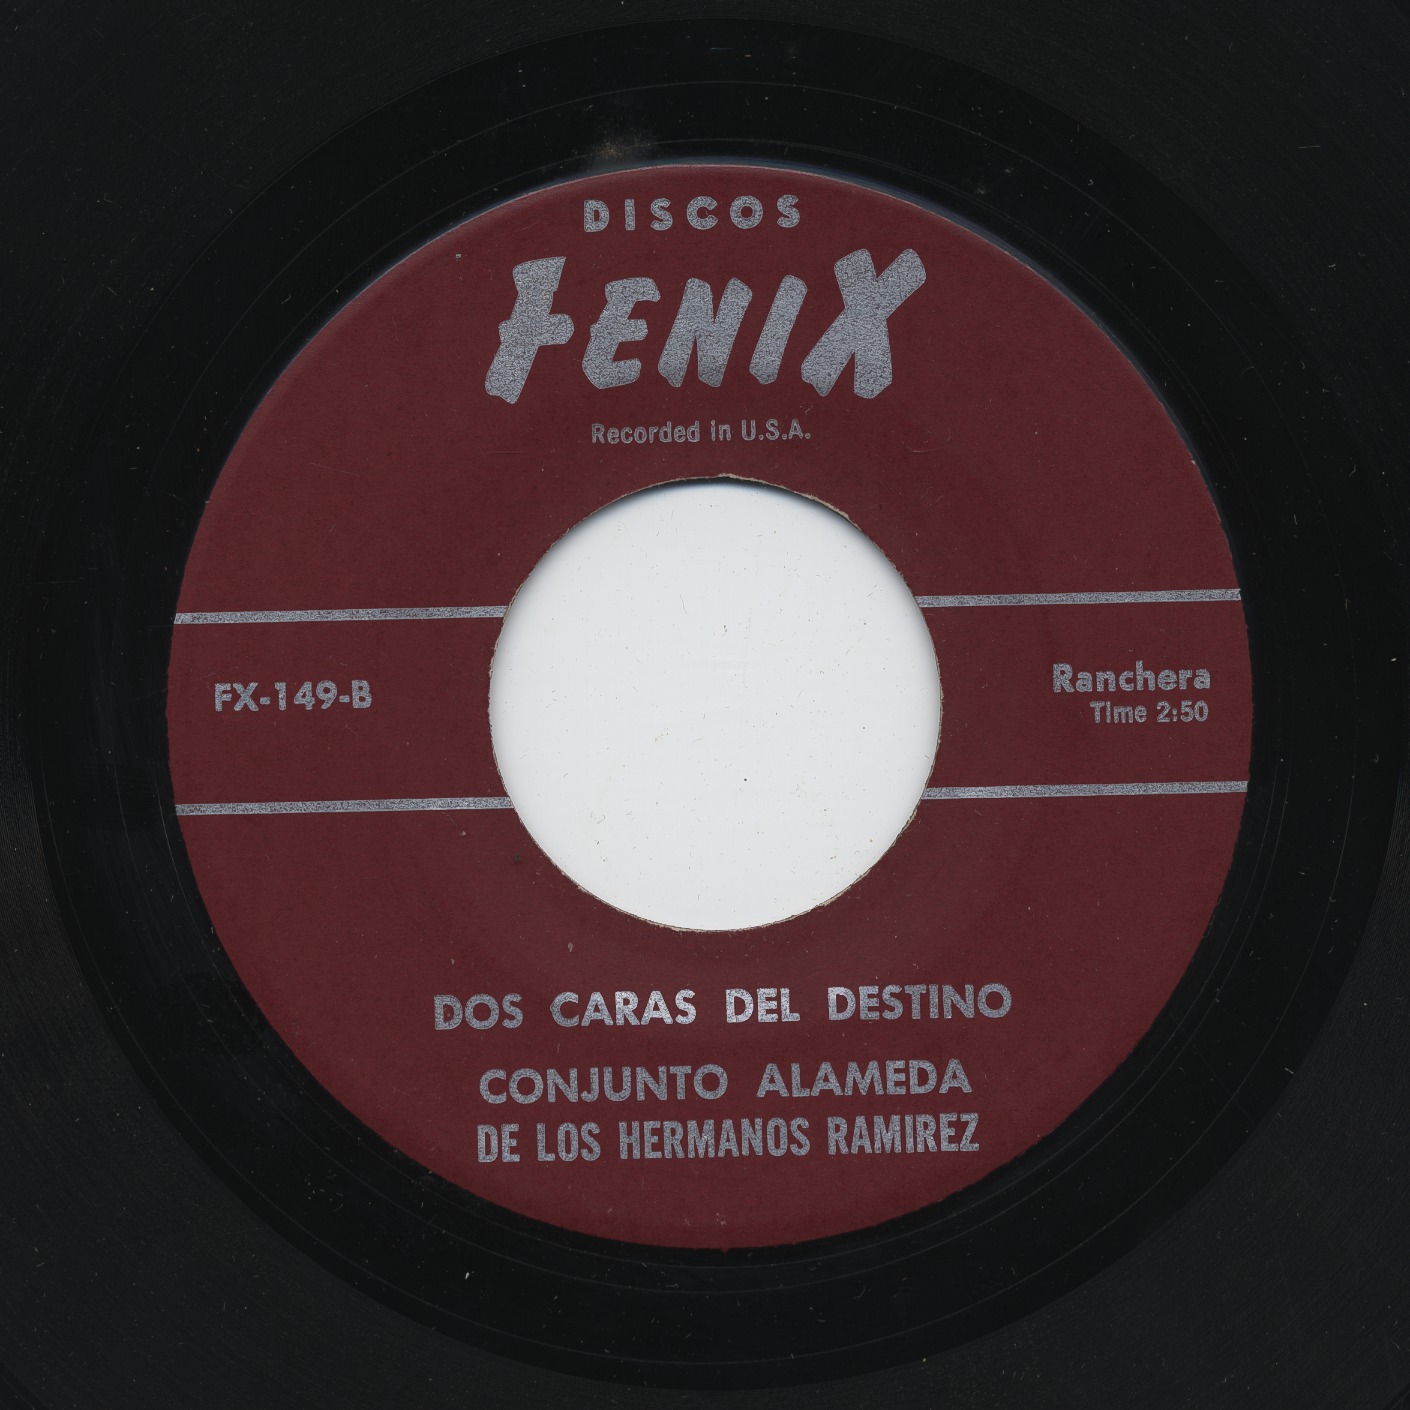 DISCOS
FENIX
Recorded in U.S.A.
FX-149-B
Ranchera
Time 2:50
DOS CARAS DEL DESTINO
CONJUNTO ALAMEDA
DE LOS HERMANOS RAMIREZ